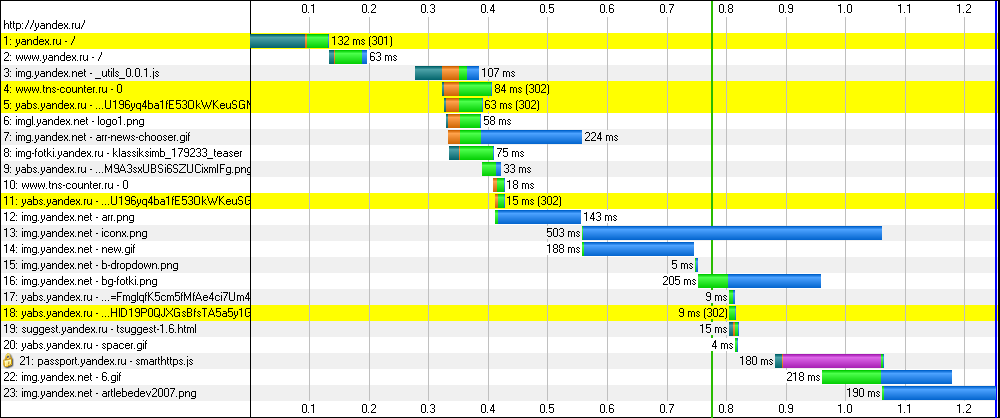 0.1 0.2 0.3 0.4 0.5 0.6 0.7 0.8 0.9 1.0 1.1 1.2
http://yandex.ru/
1: yandex.ru - / 132 ms (301)
2: www.yandex.ru - / 63 ms
3: img.yandex.net - _utils_0.0.1.js 107 ms
4: www.tns-counter.ru - 0 84 ms (302)
5: yabs.yandex.ru - ...U196yq4ba1fE53OkWKeuSG 63 ms (302)
6: imgl.yandex.net - logo1.png 58 ms
7: img.yandex.net - arr-news-chooser.gif 224 ms
8: img-fotki.yandex.ru - klassiksimb_179233_teaser 75 ms
9: yabs.yandex.ru - ...M9A3sxUBSi6SZUCixmIFg.png 33 ms
10: www.tns-counter.ru - 0 18 ms
11: yabs.yandex.ru - ...U196yq4ba1fE53OkWKeuSG 15 ms (302)
12: img.yandex.net - arr.png 143 ms
13: img.yandex.net - iconx.png 503 ms
14: img.yandex.net - new.gif 188 ms
15: img.yandex.net - b-dropdown.png 5 ms
16: img.yandex.net - bg-fotki.png 205 ms
17: yabs.yandex.ru - ...=FmglqfK5cm5fMfAe4ci7Um4 9 ms
18: yabs.yandex.ru - ...HID19P0QJXGsBfsTA5a5y1G 9 ms (302)
19: suggest.yandex.ru - tsuggest-1.6.html 15 ms
20: yabs.yandex.ru - spacer.gif 4 ms
21: passport.yandex.ru - smarthttps.js 180 ms
22: img.yandex.net - 6.gif 218 ms
23: img.yandex.net - artlebedev2007.png 190 ms
0.1 0.2 0.3 0.4 0.5 0.6 0.7 0.8 0.9 1.0 1.1 1.2